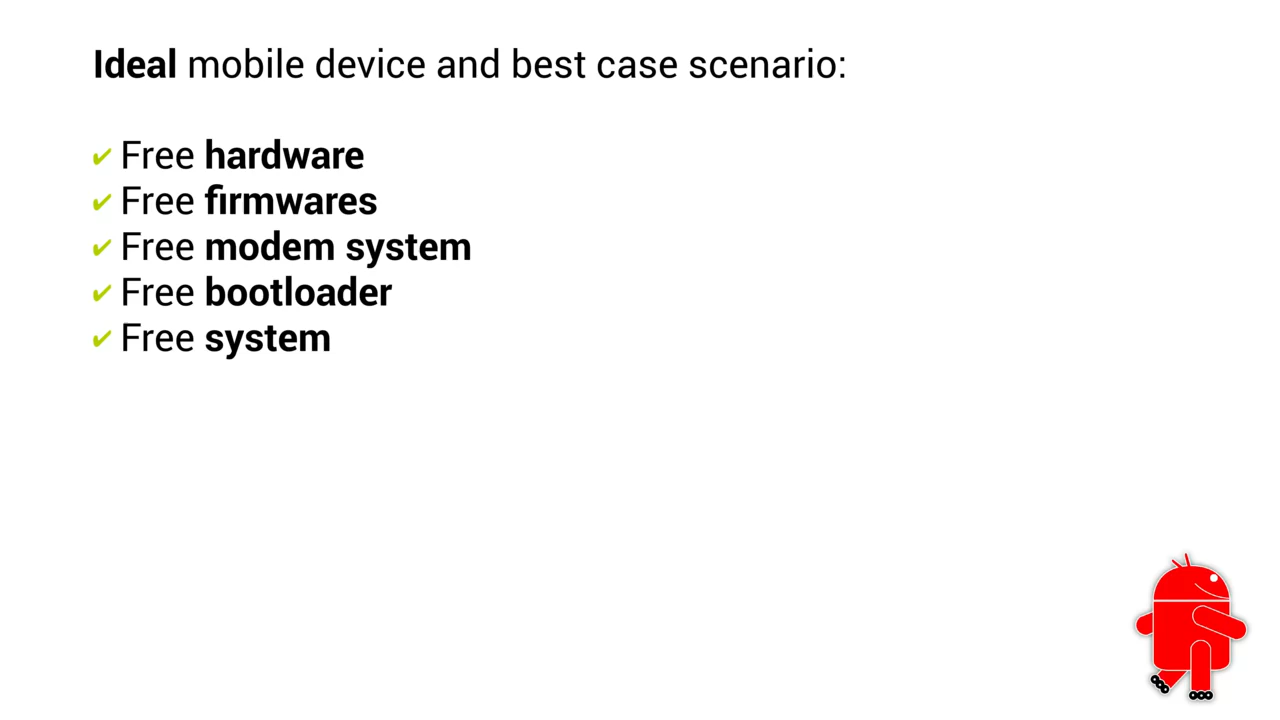 Ideal mobile device and best case scenario:
✔ Free hardware
✔ Free firmwares
✔ Free modem system
✔ Free bootloader
✔ Free system